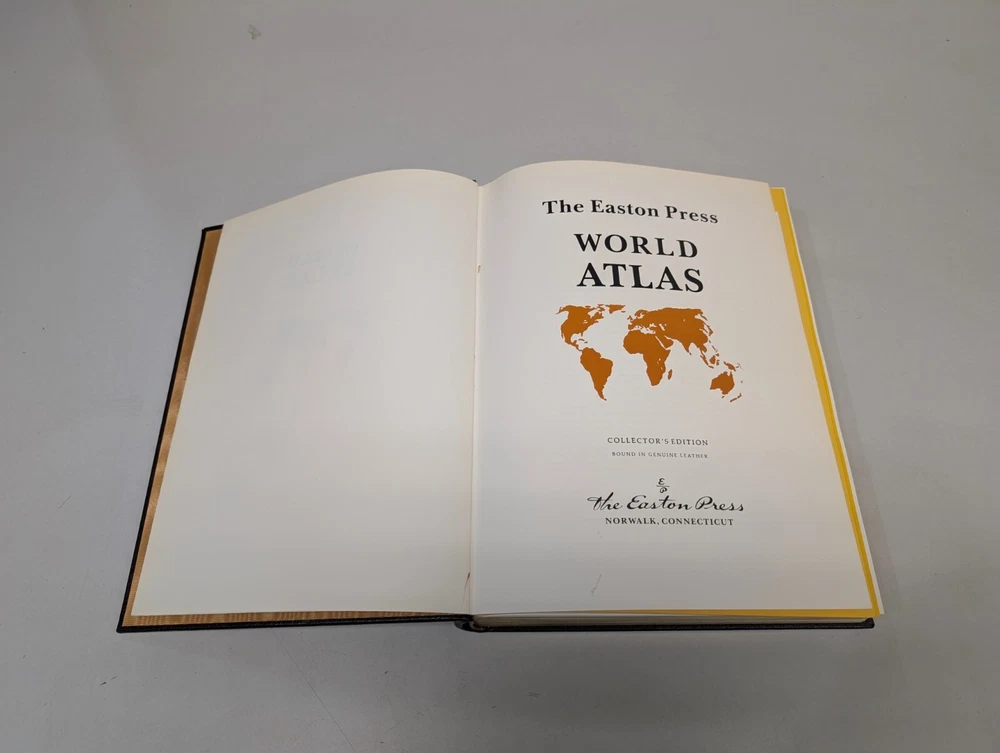 The Easton Press
WORLD
ATLAS
COLLECTOR'S EDITION
BOUND IN GENUINE LEATHER
E
P
The Easton Press
NORWALK, CONNECTICUT